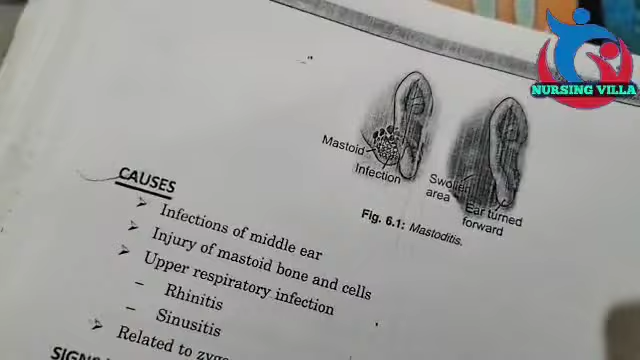 NURSING VILLA
Mastoid
Infection
Swollen
area
Ear turned
forward
Fig. 6.1: Mastoditis.
CAUSES
➢ Infections of middle ear
➢ Injury of mastoid bone and cells
➢ Upper respiratory infection
– Rhinitis
– Sinusitis
➢ Related to